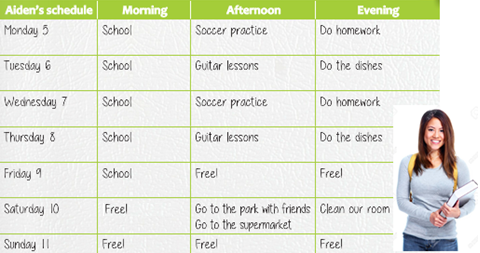 Aiden's schedule Morning Afternoon Evening
Monday 5 School Soccer practice Do homework
Tuesday 6 School Guitar lessons Do the dishes
Wednesday 7 School Soccer practice Do homework
Thursday 8 School Guitar lessons Do the dishes
Friday 9 School Free! Free!
Saturday 10 Free! Go to the park with friends Clean our room
Go to the supermarket
Sunday 11 Free! Free! Free!